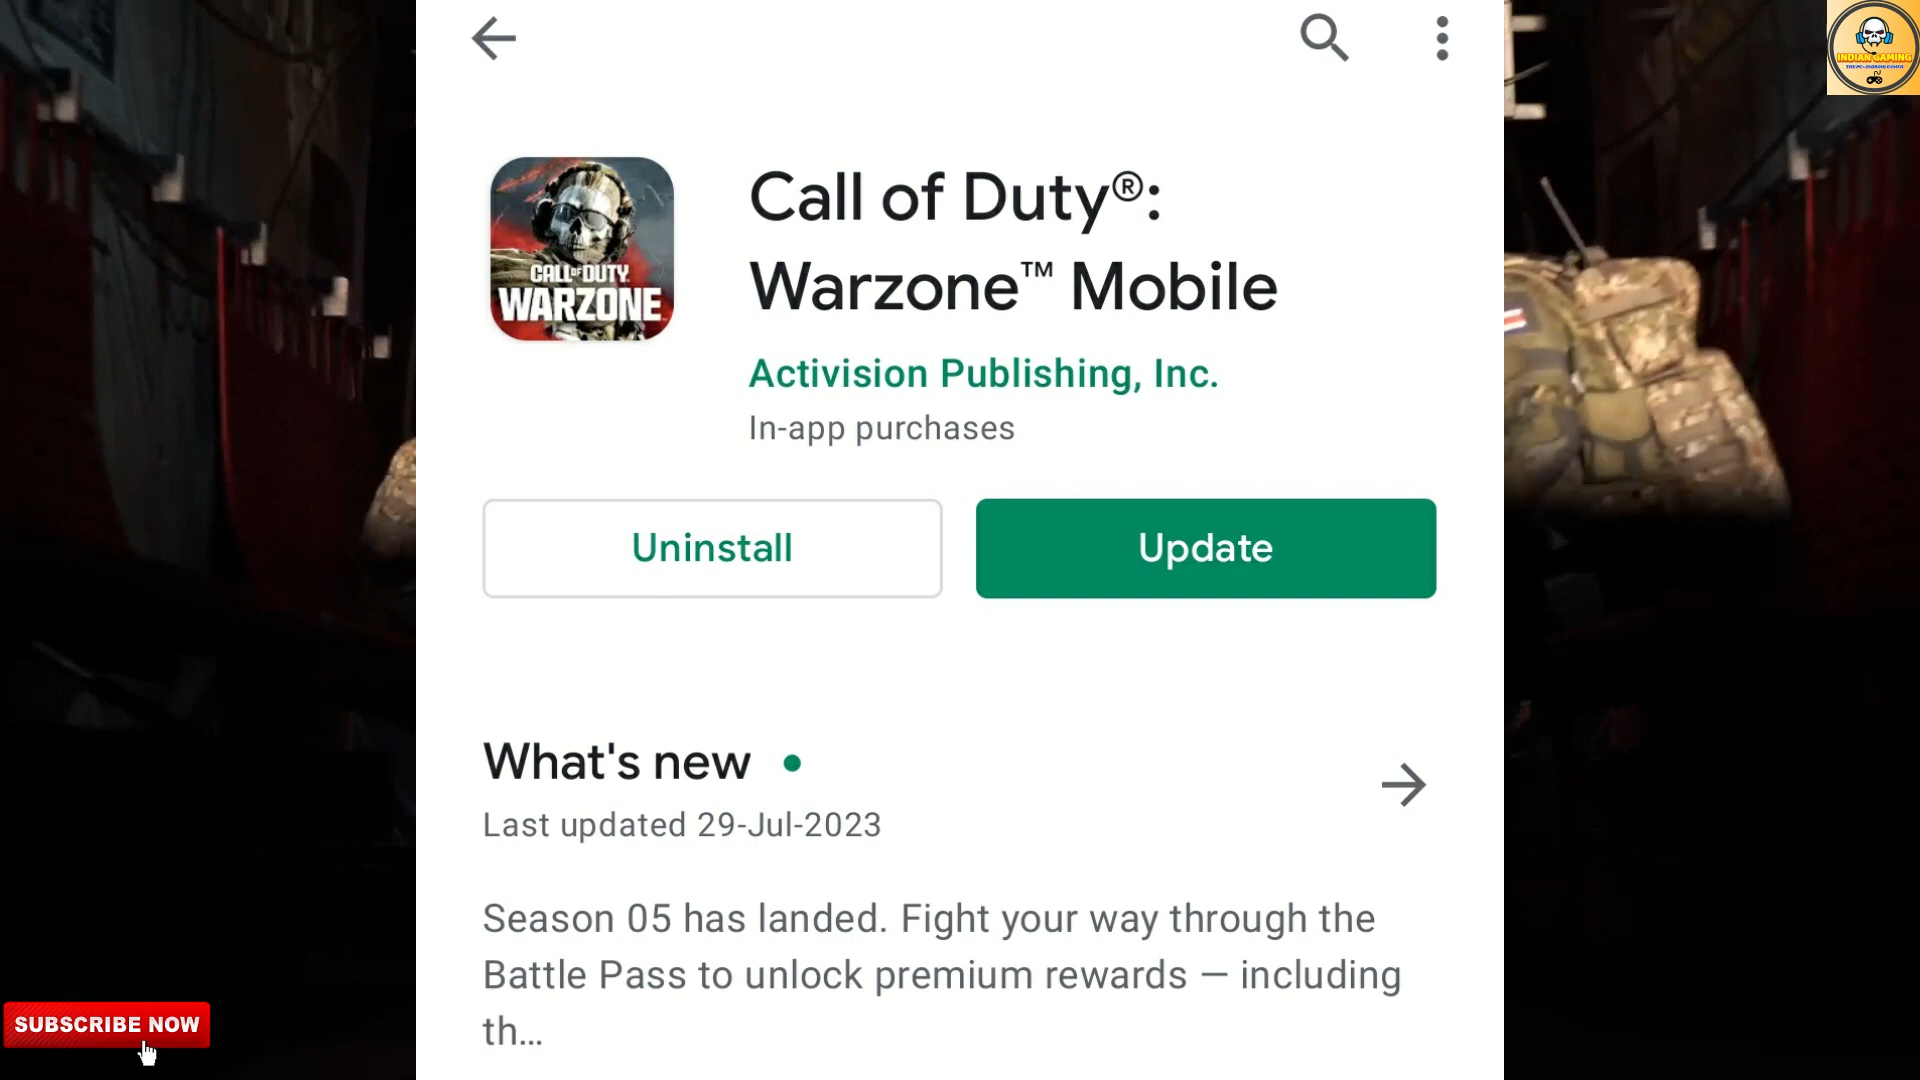 INDIAN GAMING
Call of Duty®:
Warzone™ Mobile
CALL OF DUTY
WARZONE
Activision Publishing, Inc.
In-app purchases
Uninstall
Update
What's new
Last updated 29-Jul-2023
Season 05 has landed. Fight your way through the
Battle Pass to unlock premium rewards — including
th...
SUBSCRIBE NOW